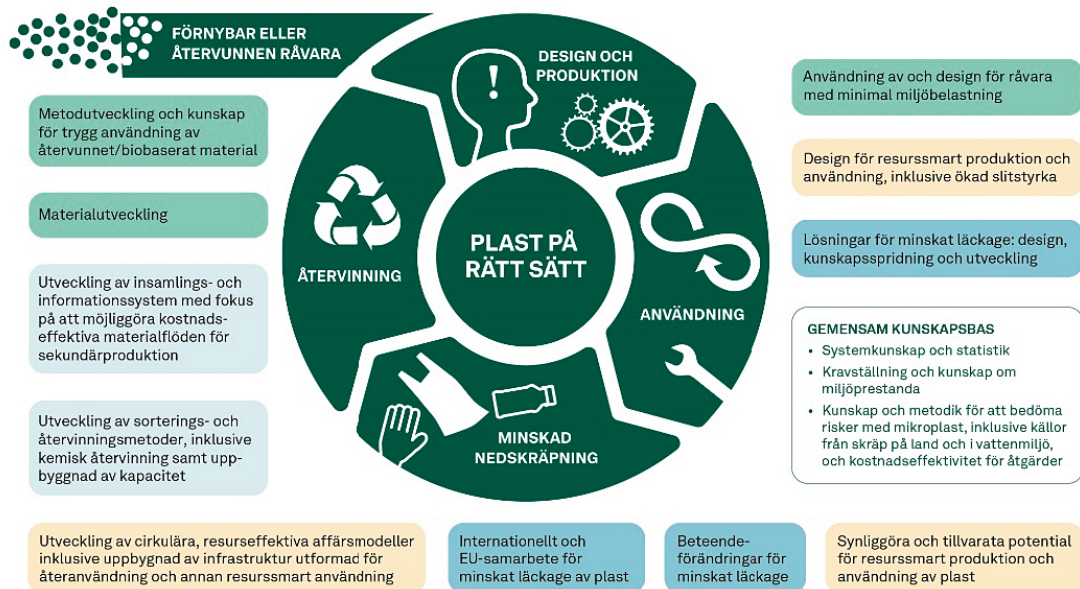 FÖRNYBAR ELLER
ÅTERVUNNEN RÅVARA
DESIGN OCH
PRODUKTION
!
ÅTERVINNING
PLAST PÅ
RÄTT SÄTT
ANVÄNDNING
MINSKAD
NEDSKRÄPNING
Metodutveckling och kunskap
för trygg användning av
återvunnet/biobaserat material
Materialutveckling
Utveckling av insamlings- och
informationssystem med fokus
på att möjliggöra kostnads-
effektiva materialflöden för
sekundärproduktion
Utveckling av sorterings- och
återvinningsmetoder, inklusive
kemisk återvinning samt upp-
byggnad av kapacitet
Användning av och design för råvara
med minimal miljöbelastning
Design för resurssmart produktion och
användning, inklusive ökad slitstyrka
Lösningar för minskat läckage: design,
kunskapsspridning och utveckling
GEMENSAM KUNSKAPSBAS
• Systemkunskap och statistik
• Kravställning och kunskap om
miljöprestanda
• Kunskap och metodik för att bedöma
risker med mikroplast, inklusive källor
från skräp på land och i vattenmiljö,
och kostnadseffektivitet för åtgärder
Utveckling av cirkulära, resurseffektiva affärsmodeller
inklusive uppbygnad av infrastruktur utformad för
återanvändning och annan resurssmart användning
Internationellt och
EU-samarbete för
minskat läckage av plast
Beteende-
förändringar för
minskat läckage
Synliggöra och tillvarata potential
för resurssmart produktion och
användning av plast